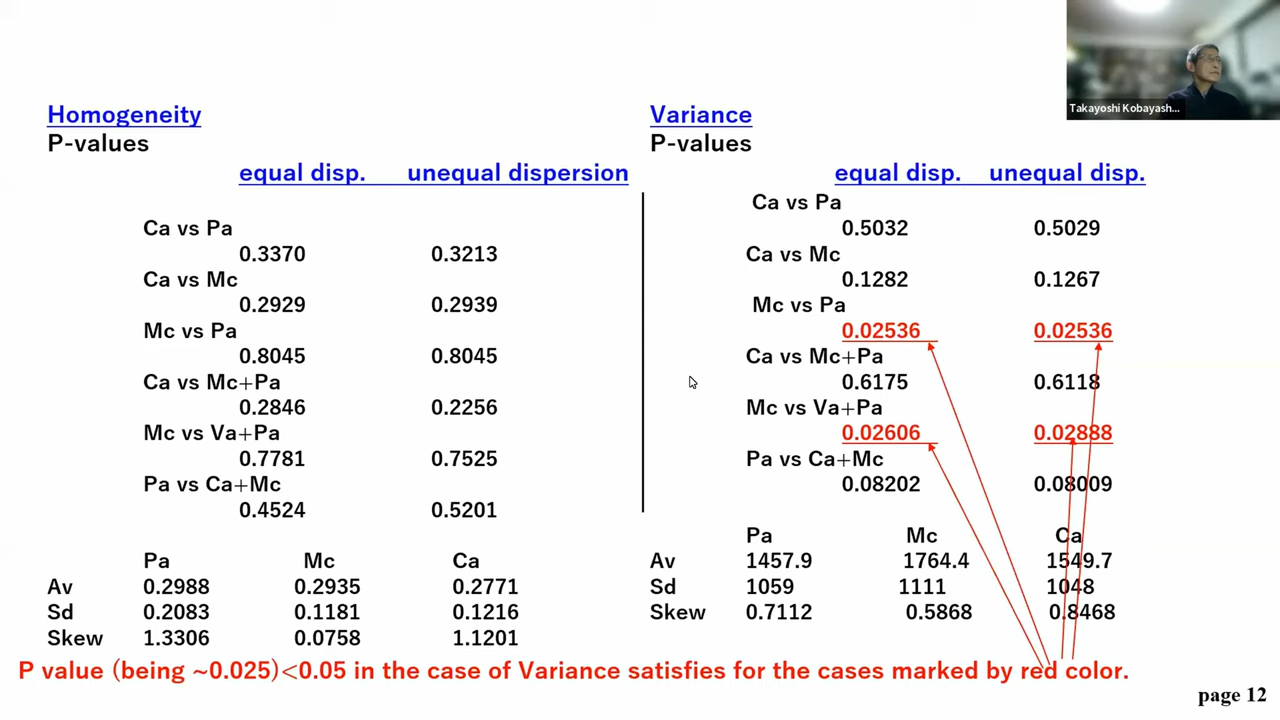 Takayoshi Kobayash...
Homogeneity
P-values
equal disp. unequal dispersion
Ca vs Pa
0.3370 0.3213
Ca vs Mc
0.2929 0.2939
Mc vs Pa
0.8045 0.8045
Ca vs Mc+Pa
0.2846 0.2256
Mc vs Va+Pa
0.7781 0.7525
Pa vs Ca+Mc
0.4524 0.5201
Pa Mc Ca
Av 0.2988 0.2935 0.2771
Sd 0.2083 0.1181 0.1216
Skew 1.3306 0.0758 1.1201
Variance
P-values
equal disp. unequal disp.
Ca vs Pa
0.5032 0.5029
Ca vs Mc
0.1282 0.1267
Mc vs Pa
0.02536 0.02536
Ca vs Mc+Pa
0.6175 0.6118
Mc vs Va+Pa
0.02606 0.02888
Pa vs Ca+Mc
0.08202 0.08009
Pa Mc Ca
Av 1457.9 1764.4 1549.7
Sd 1059 1111 1048
Skew 0.7112 0.5868 0.8468
P value (being ~0.025)<0.05 in the case of Variance satisfies for the cases marked by red color.
page 12